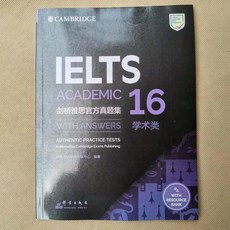 CAMBRIDGE
IELTS
ACADEMIC 16
剑桥雅思官方真题集 学术类
WITH ANSWERS
AUTHENTIC PRACTICE TESTS
WITH
RESOURCE
BANK